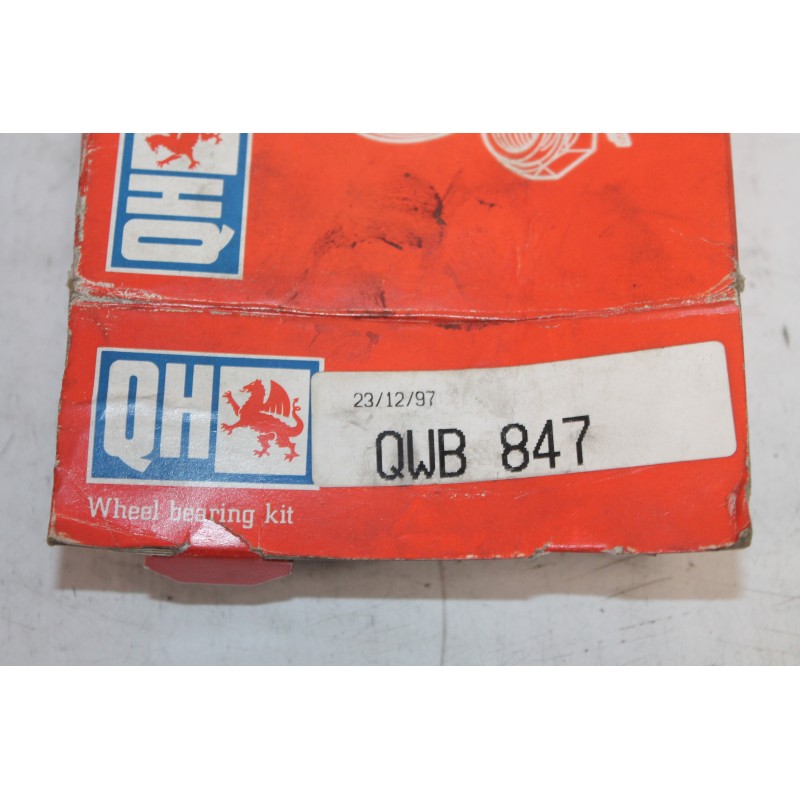 QH
QH
23/12/97
QWB 847
Wheel bearing kit